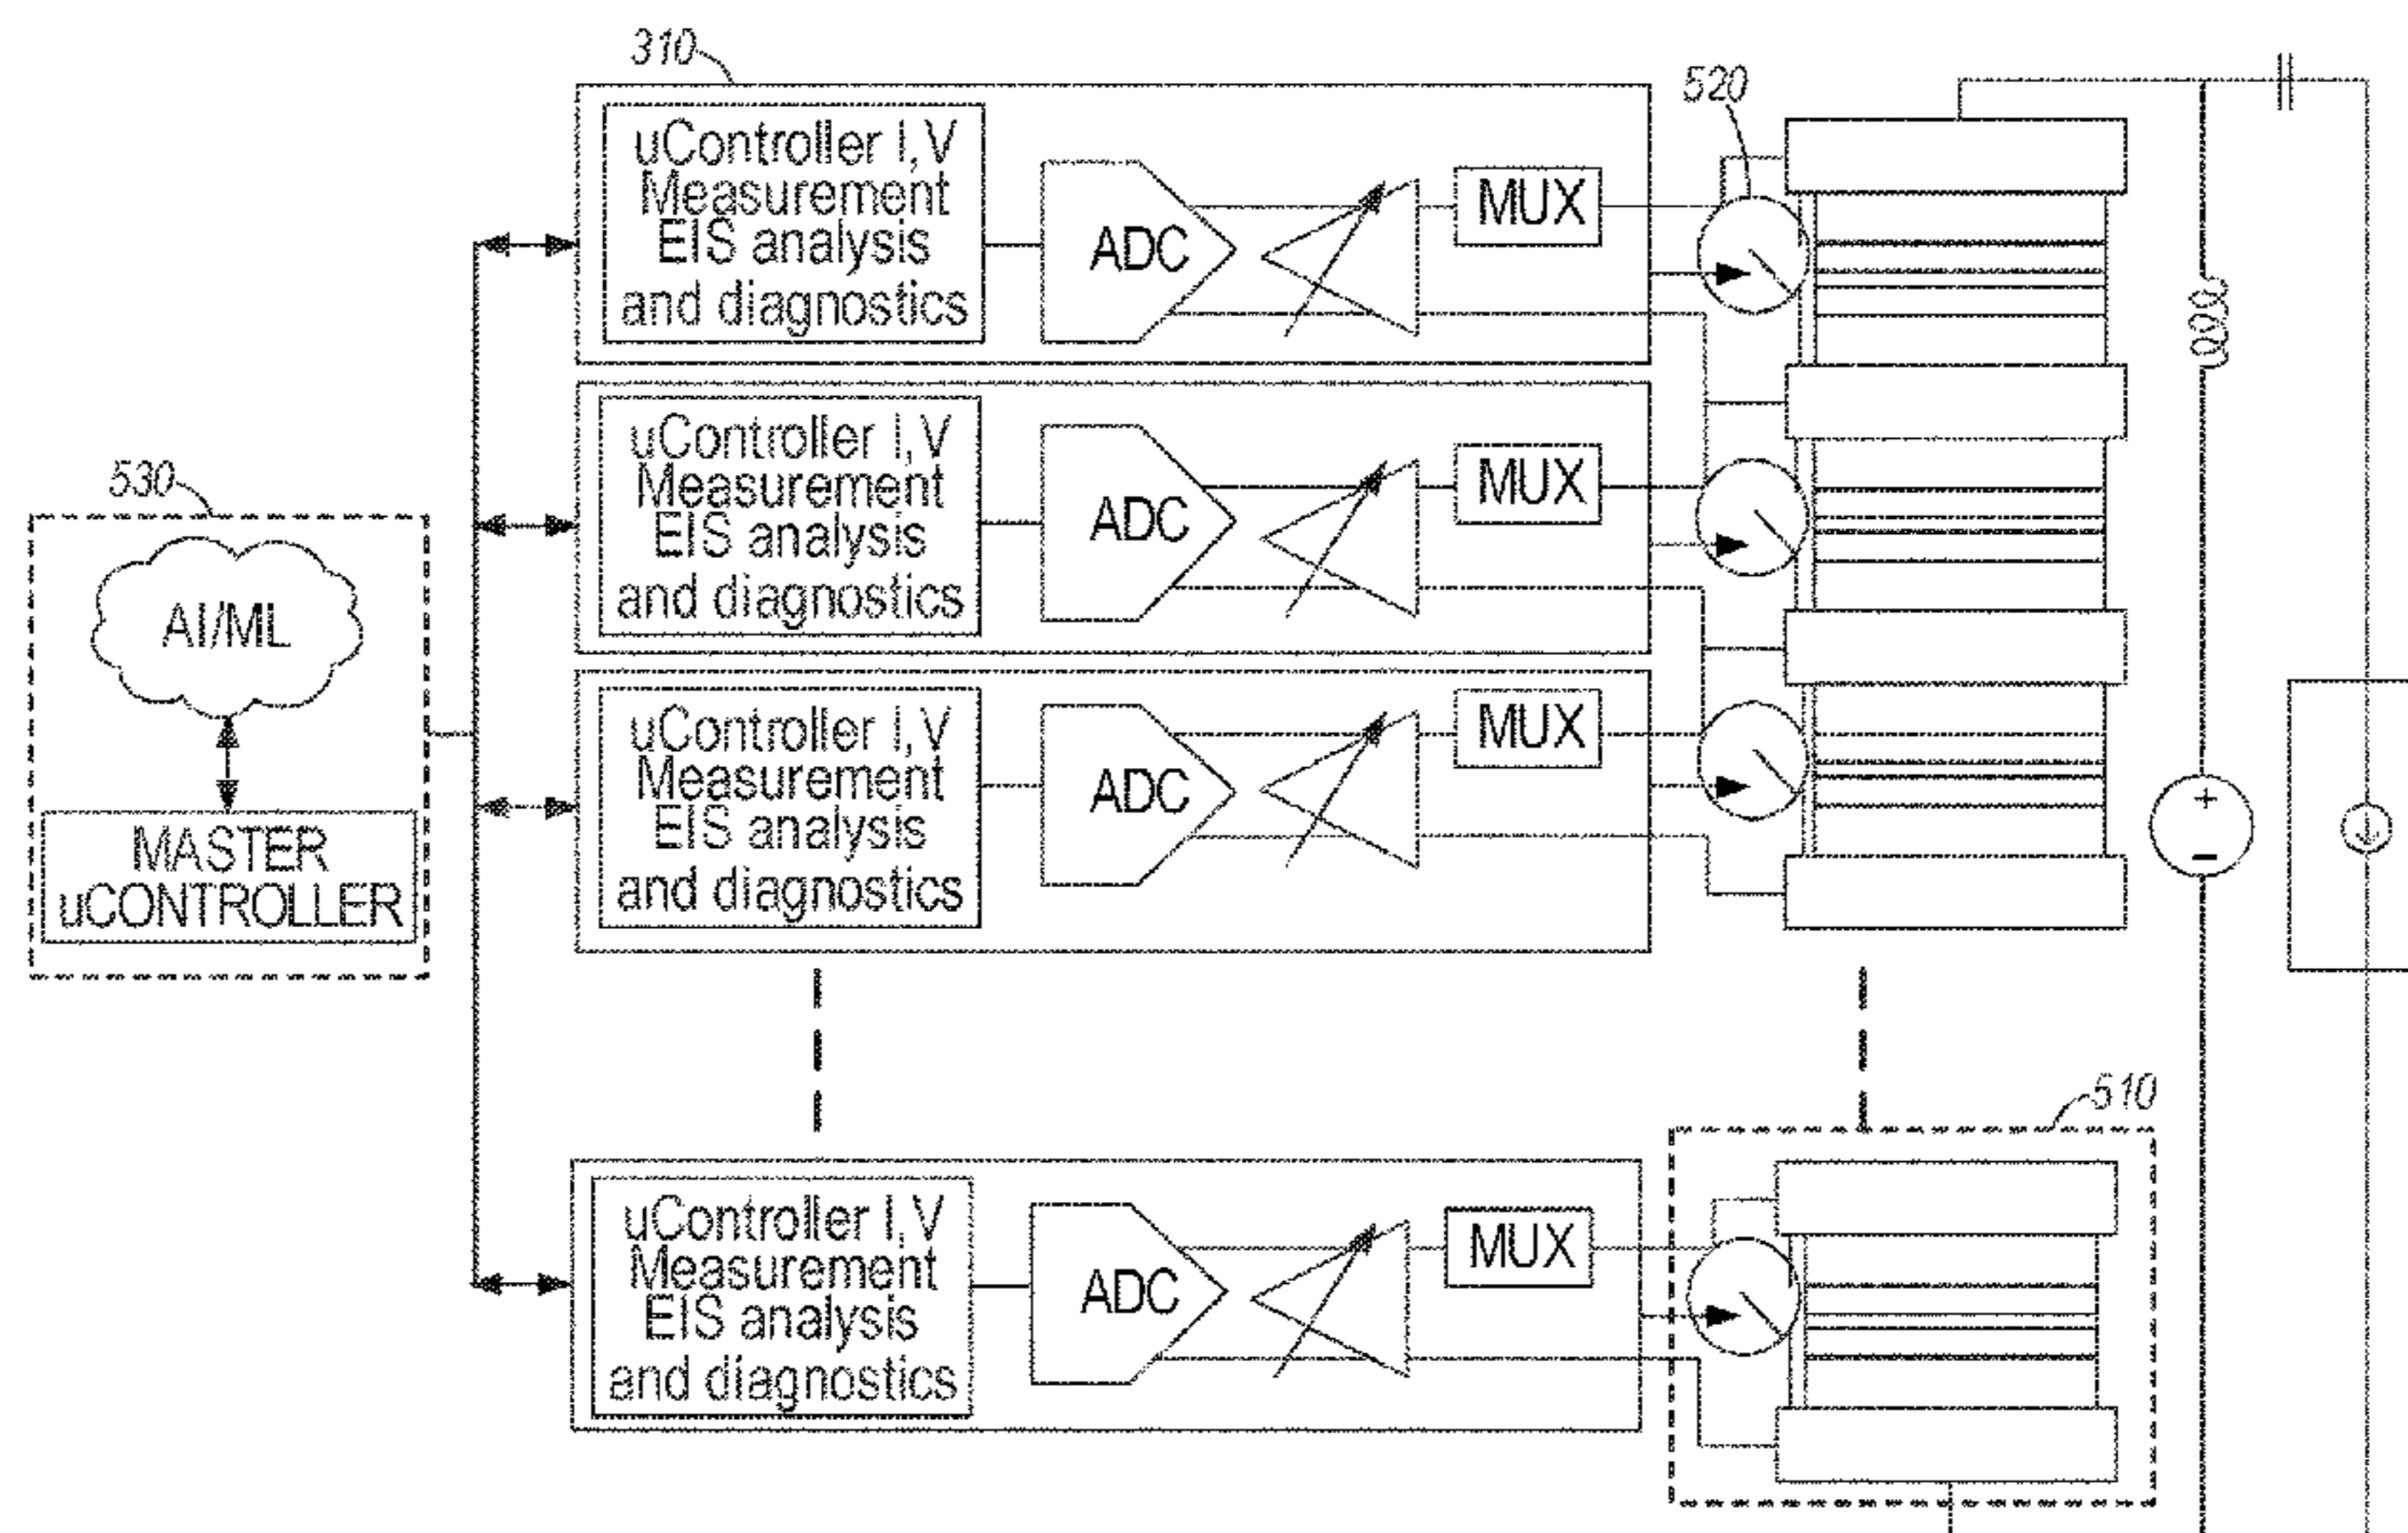 310
520
uController I,V
Measurement
EIS analysis
and diagnostics
ADC
MUX
uController I,V
Measurement
EIS analysis
and diagnostics
ADC
MUX
530
AI/ML
MASTER
uCONTROLLER
uController I,V
Measurement
EIS analysis
and diagnostics
ADC
MUX
+
-
510
uController I,V
Measurement
EIS analysis
and diagnostics
ADC
MUX